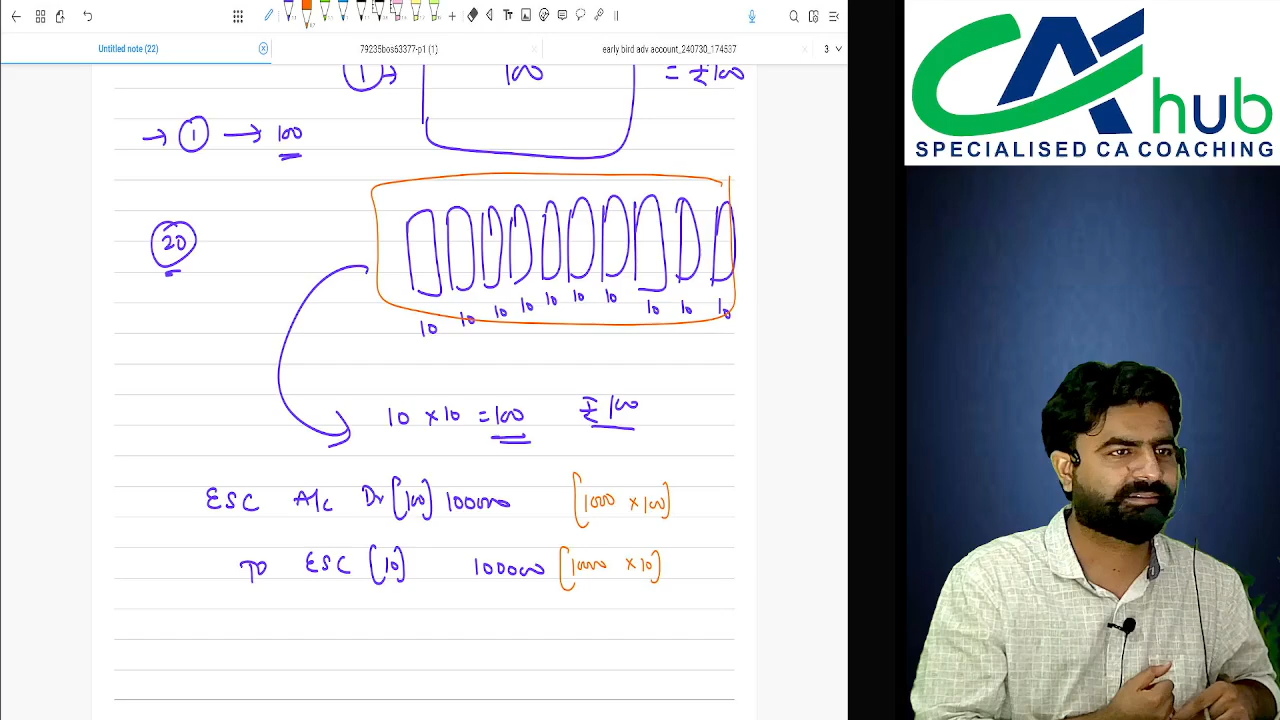 Untitled note (22)
79235bos63377-p1 (1)
early bird adv account_240730_174537
3
CA hub
SPECIALISED CA COACHING
1 → 100 = ₹100
→ 1 → 100
20
10 10 10 10 10 10 10 10 10 10
10 × 10 = 100 ₹100
ESC A/c Dr [100] 100000 [1000 × 100]
To ESC [10] 100000 [1000 × 10]